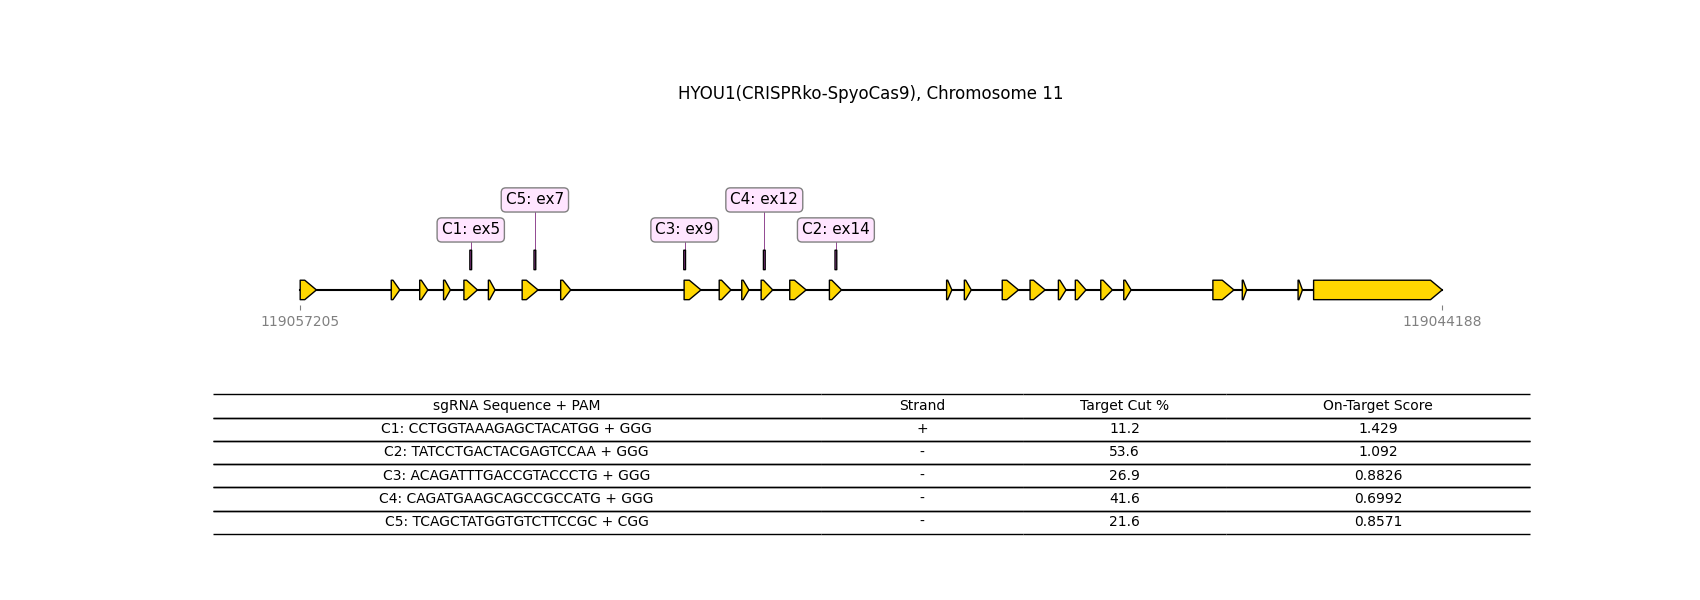 HYOU1(CRISPRko-SpyoCas9), Chromosome 11
C5: ex7 C4: ex12
C1: ex5 C3: ex9 C2: ex14
119057205 119044188
sgRNA Sequence + PAM Strand Target Cut % On-Target Score
C1: CCTGGTAAAGAGCTACATGG + GGG + 11.2 1.429
C2: TATCCTGACTACGAGTCCAA + GGG - 53.6 1.092
C3: ACAGATTTGACCGTACCCTG + GGG - 26.9 0.8826
C4: CAGATGAAGCAGCCGCCATG + GGG - 41.6 0.6992
C5: TCAGCTATGGTGTCTTCCGC + CGG - 21.6 0.8571